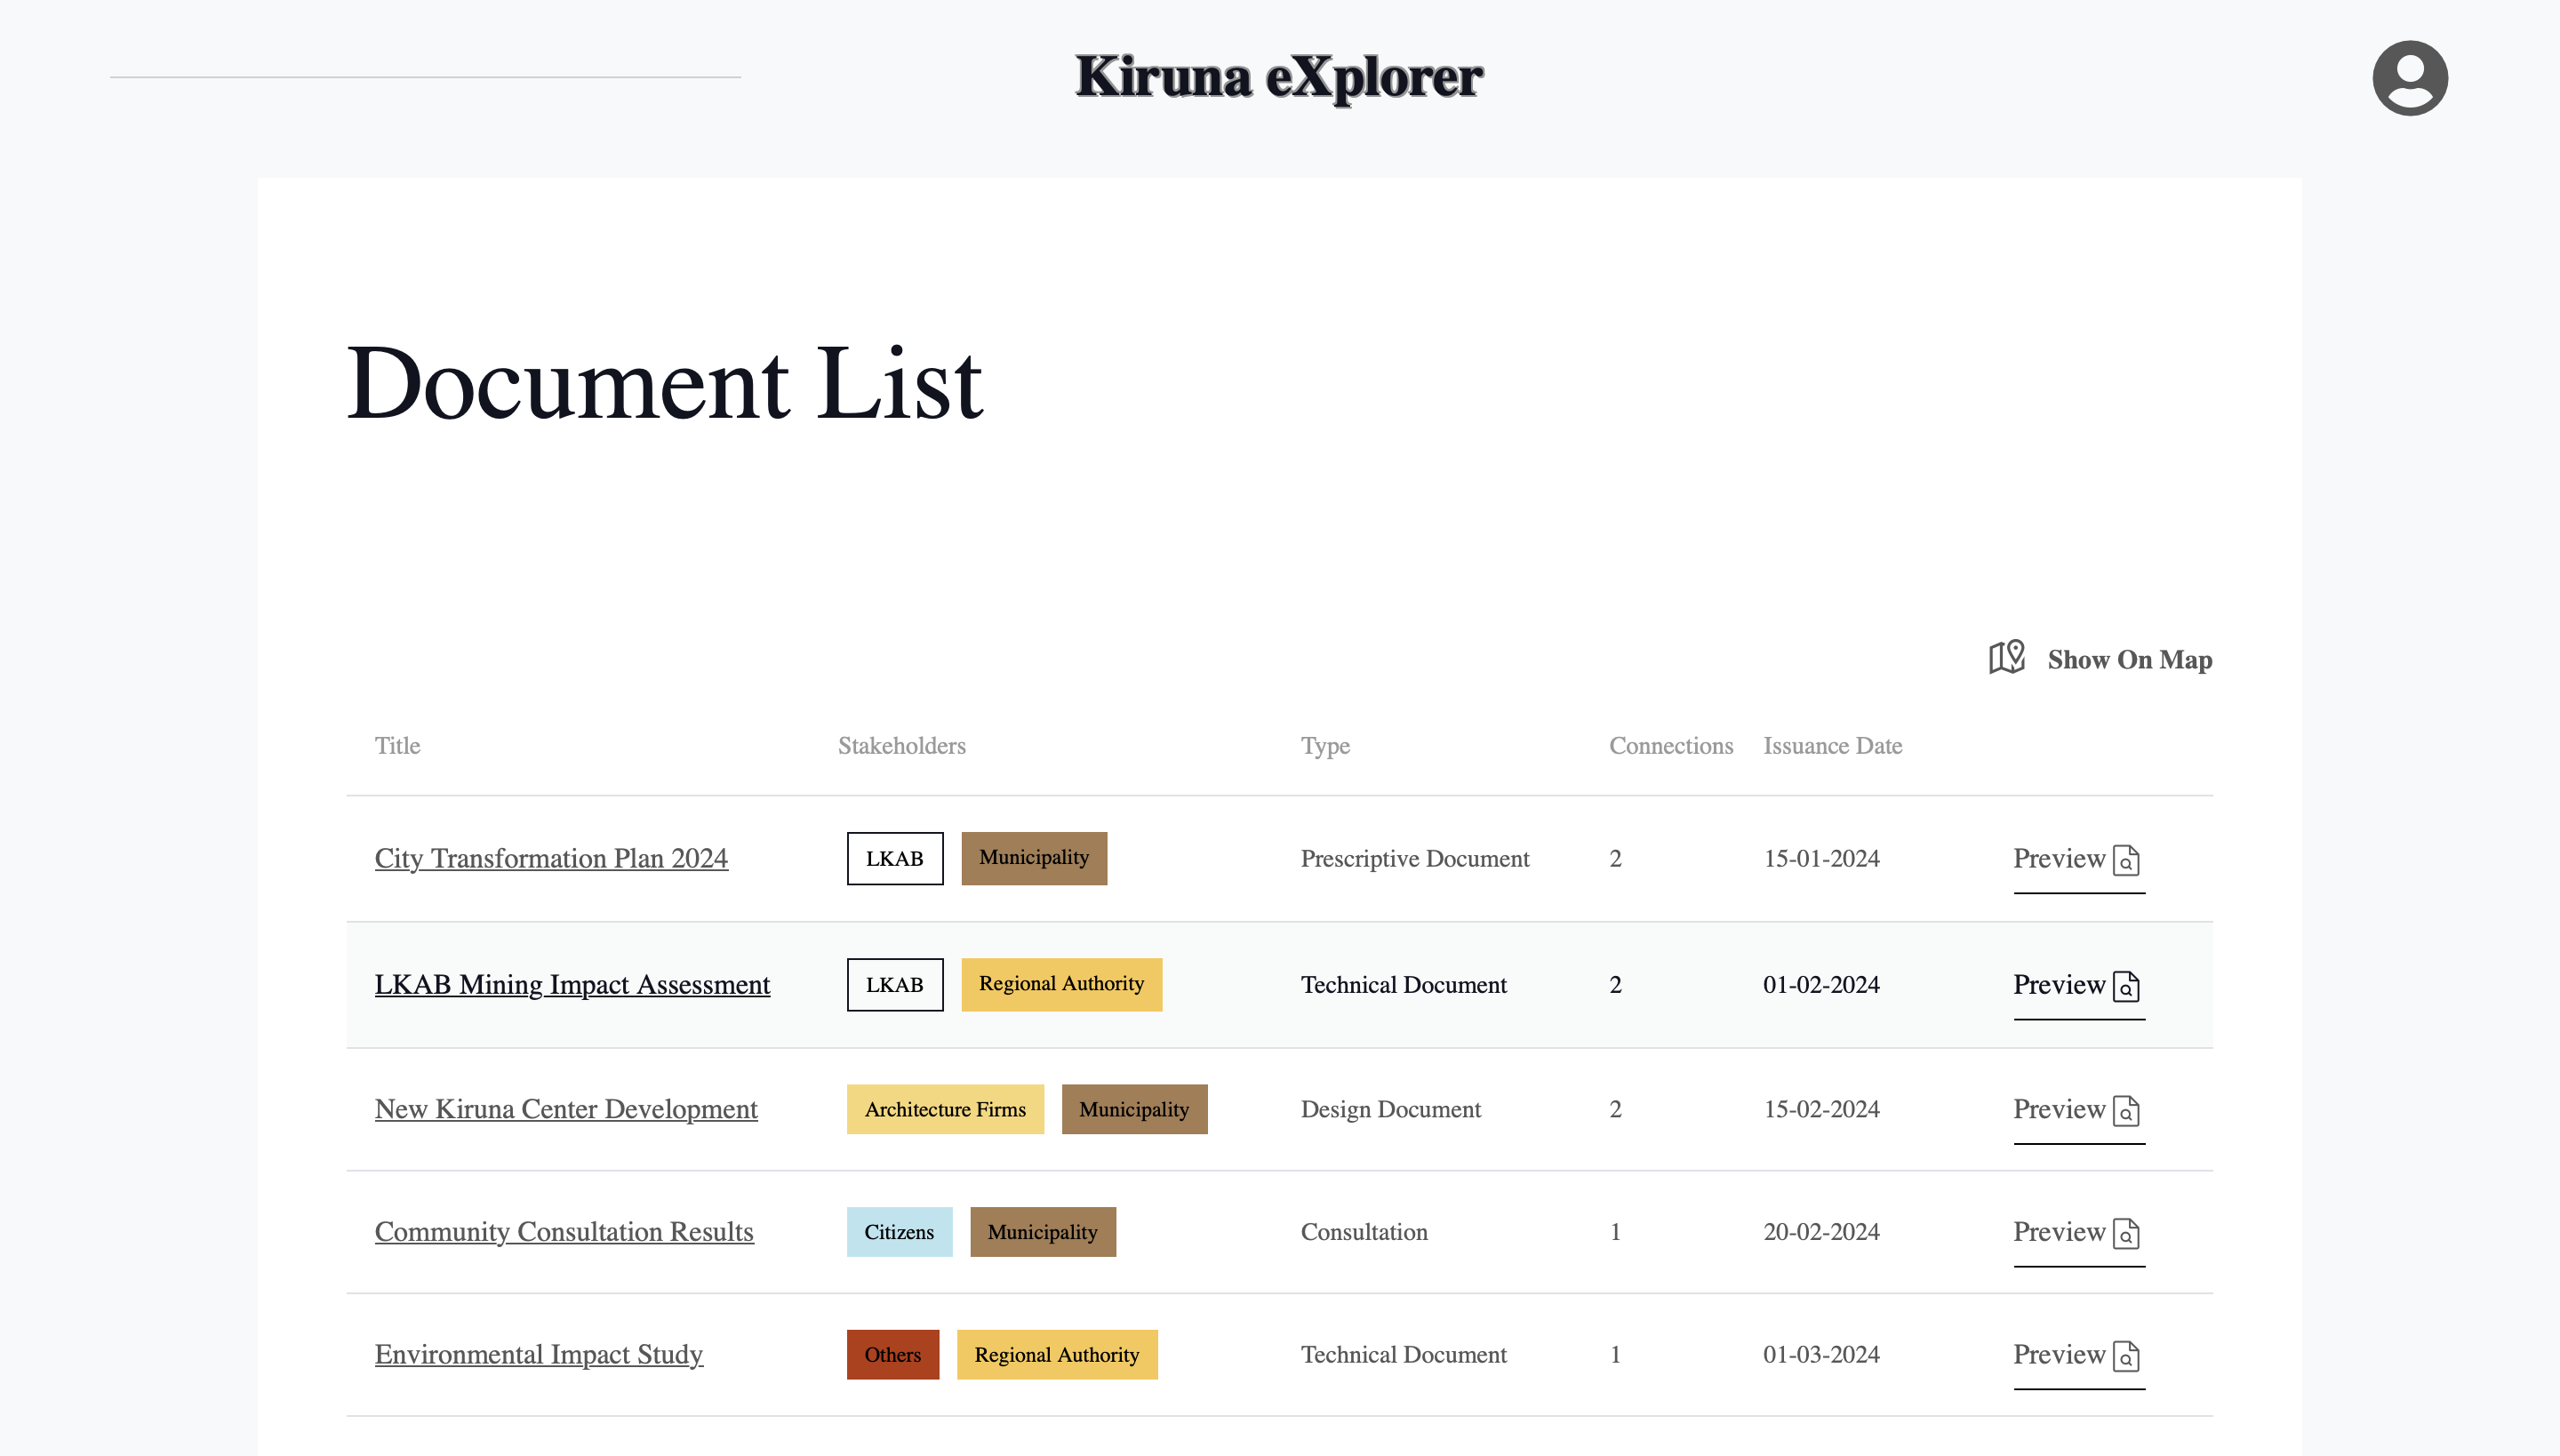 Kiruna eXplorer
Document List
Show On Map
Title Stakeholders Type Connections Issuance Date
City Transformation Plan 2024 LKAB Municipality Prescriptive Document 2 15-01-2024 Preview
LKAB Mining Impact Assessment LKAB Regional Authority Technical Document 2 01-02-2024 Preview
New Kiruna Center Development Architecture Firms Municipality Design Document 2 15-02-2024 Preview
Community Consultation Results Citizens Municipality Consultation 1 20-02-2024 Preview
Environmental Impact Study Others Regional Authority Technical Document 1 01-03-2024 Preview